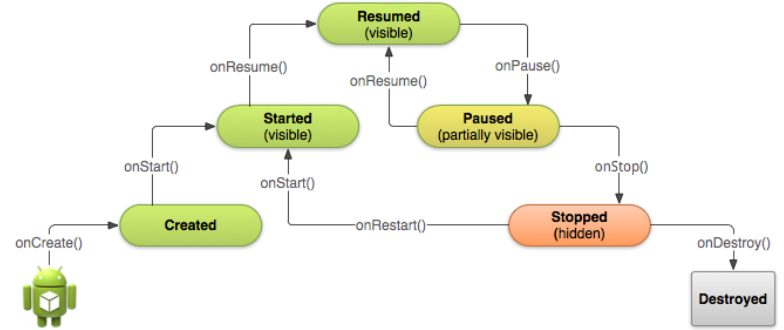 Resumed
(visible)
onResume()
onResume()
onPause()
Started
(visible)
Paused
(partially visible)
onStart()
onStart()
onStop()
Created
onRestart()
Stopped
(hidden)
onCreate()
onDestroy()
Destroyed